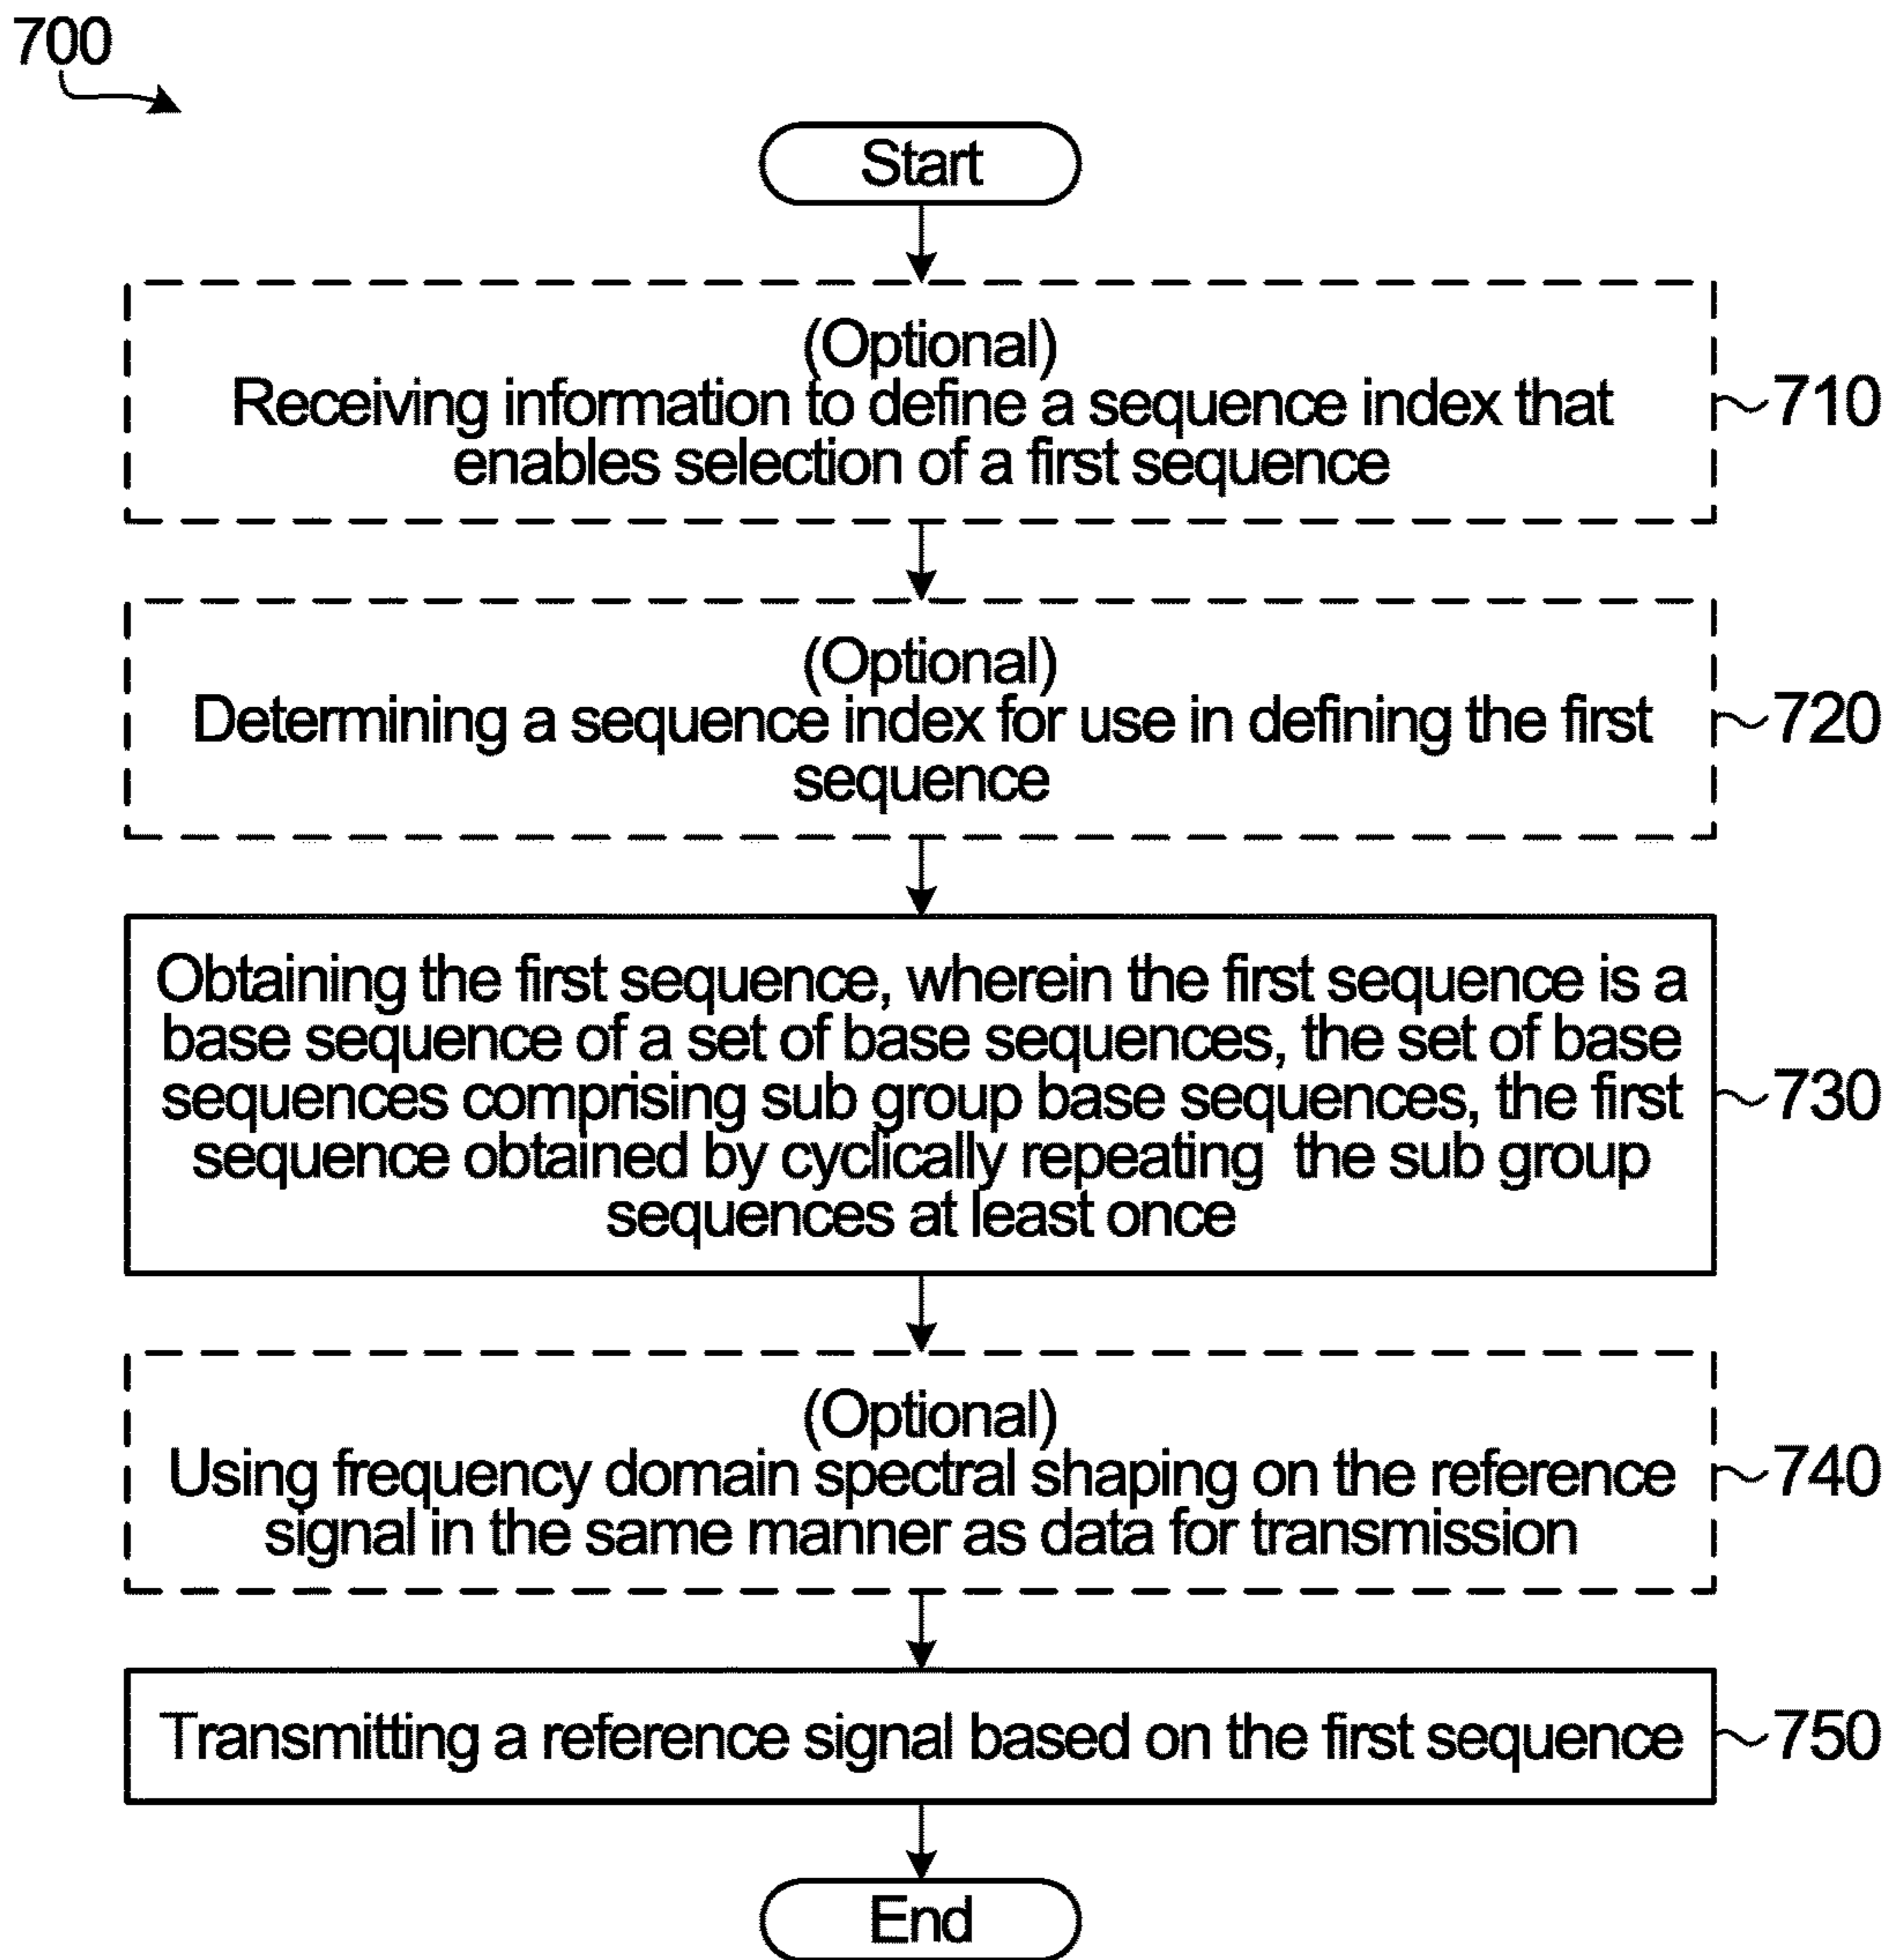 700
Start
(Optional)
Receiving information to define a sequence index that
enables selection of a first sequence
710
(Optional)
Determining a sequence index for use in defining the first
sequence
720
Obtaining the first sequence, wherein the first sequence is a
base sequence of a set of base sequences, the set of base
sequences comprising sub group base sequences, the first
sequence obtained by cyclically repeating the sub group
sequences at least once
730
(Optional)
Using frequency domain spectral shaping on the reference
signal in the same manner as data for transmission
740
Transmitting a reference signal based on the first sequence
750
End